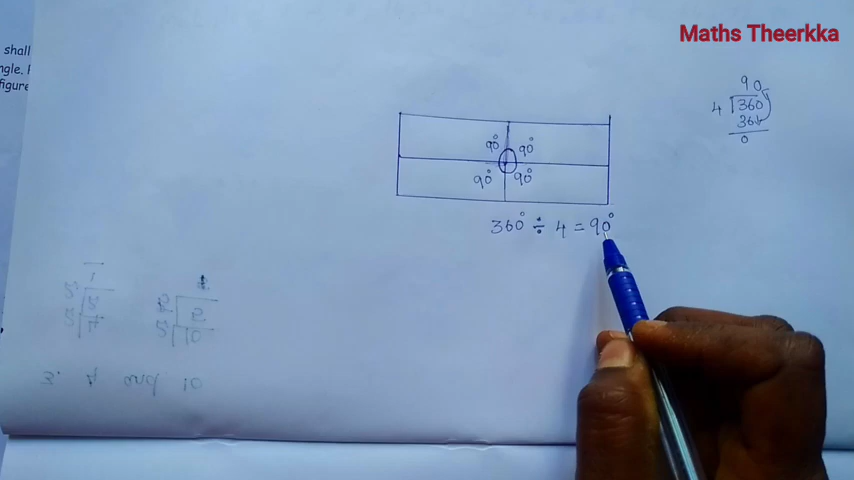 Maths Theerkka
shall
ngle.
figure
90
4 360
360
0
90° 90°
90° 90°
360° ÷ 4 = 90°